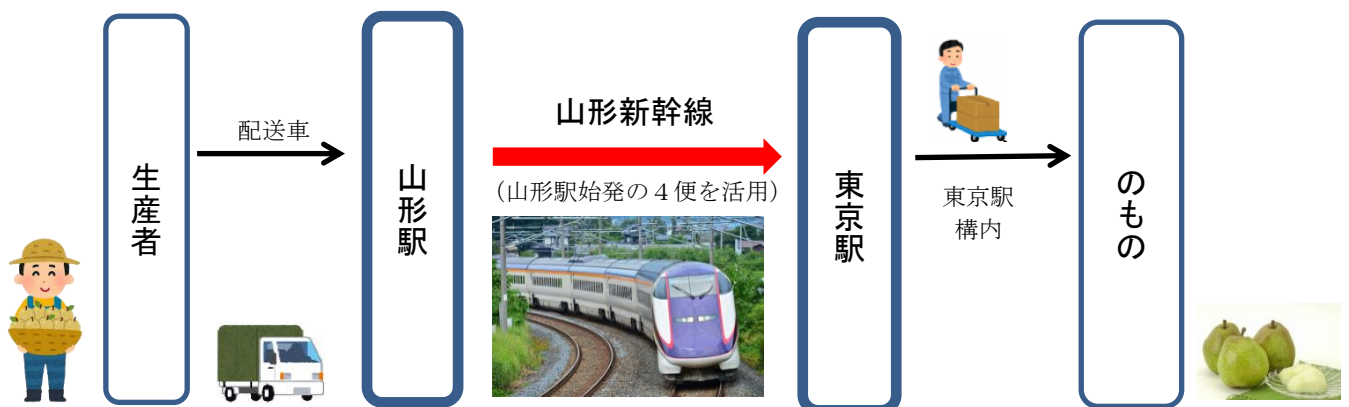 生産者
配送車
山形駅
山形新幹線
（山形駅始発の４便を活用）
東京駅
東京駅
構内
のもの